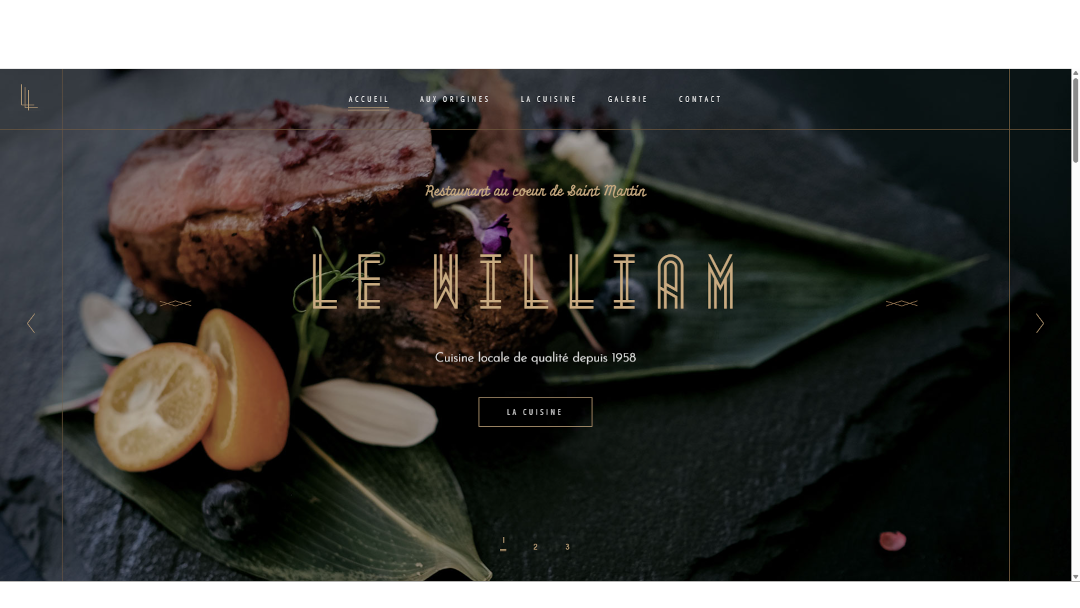 ACCUEIL AUX ORIGINES LA CUISINE GALERIE CONTACT
Restaurant au coeur de Saint Martin
LE WILLIAM
Cuisine locale de qualité depuis 1958
LA CUISINE
1 2 3